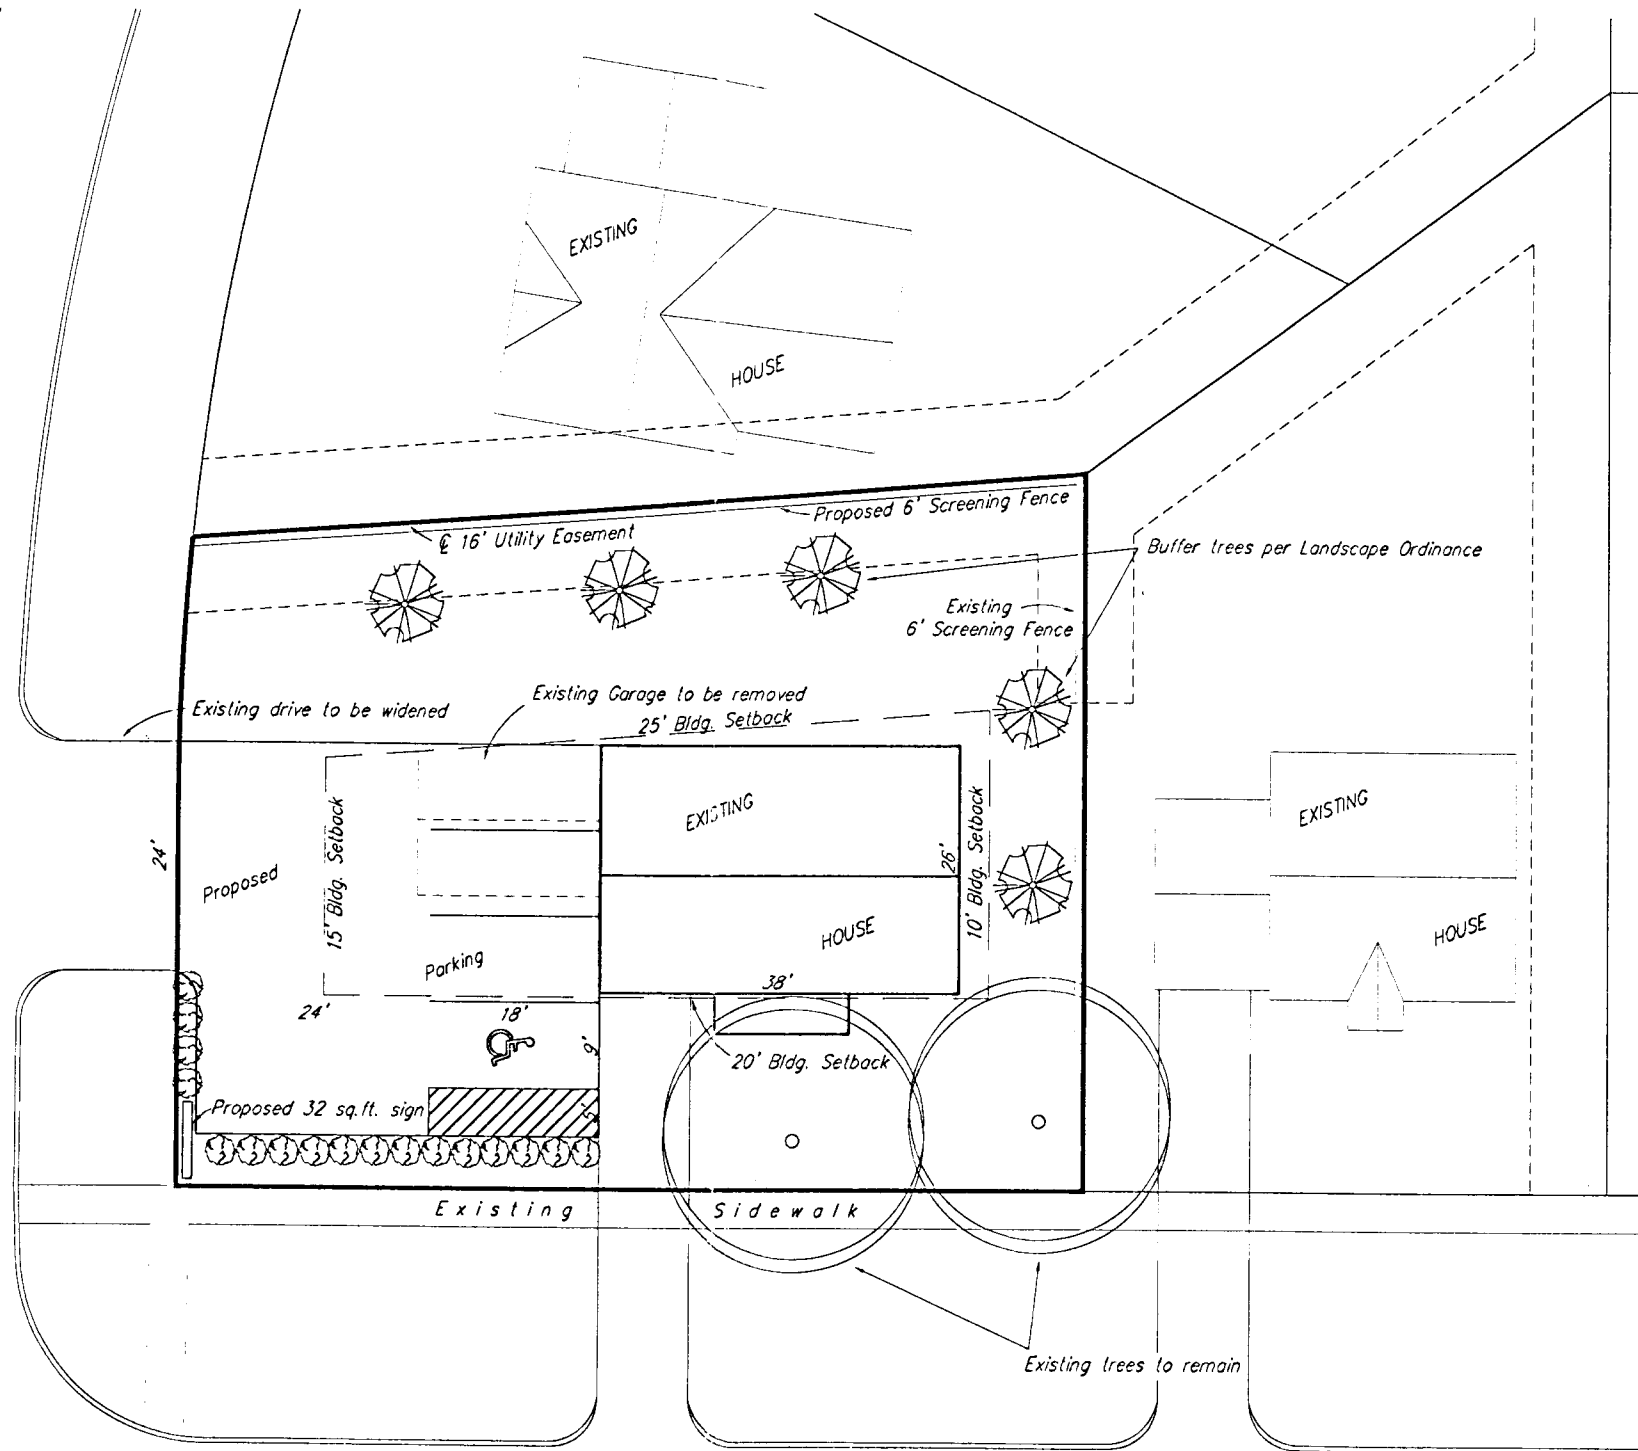 EXISTING
HOUSE
Proposed 6' Screening Fence
℄ 16' Utility Easement
Buffer trees per Landscape Ordinance
Existing
6' Screening Fence
Existing Garage to be removed
Existing drive to be widened
25' Bldg. Setback
EXISTING
HOUSE
26'
38'
10' Bldg. Setback
15' Bldg. Setback
24'
Proposed
Parking
24'
18'
9'
5'
20' Bldg. Setback
Proposed 32 sq.ft. sign
EXISTING
HOUSE
Existing Sidewalk
Existing trees to remain